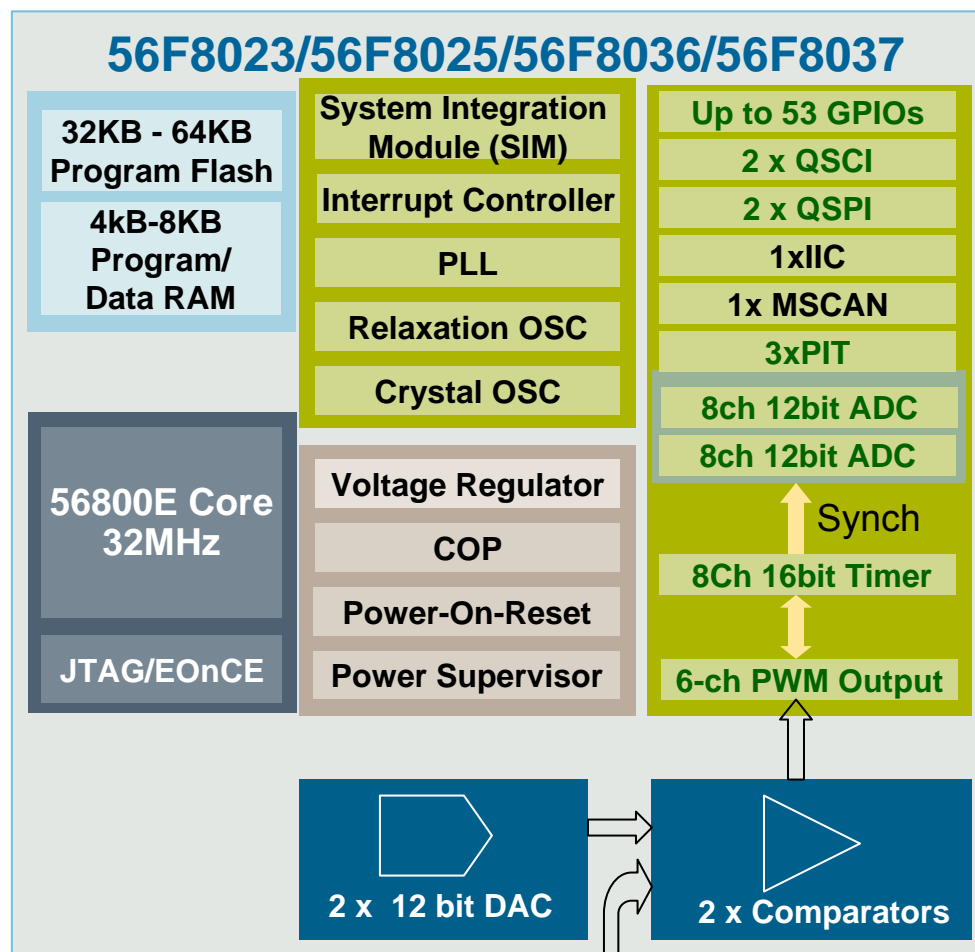 56F8023/56F8025/56F8036/56F8037
32KB - 64KB
Program Flash
4kB-8KB
Program/
Data RAM
56800E Core
32MHz
JTAG/EOnCE
System Integration
Module (SIM)
Interrupt Controller
PLL
Relaxation OSC
Crystal OSC
Voltage Regulator
COP
Power-On-Reset
Power Supervisor
Up to 53 GPIOs
2 x QSCI
2 x QSPI
1xIIC
1x MSCAN
3xPIT
8ch 12bit ADC
8ch 12bit ADC
Synch
8Ch 16bit Timer
6-ch PWM Output
2 x 12 bit DAC
2 x Comparators